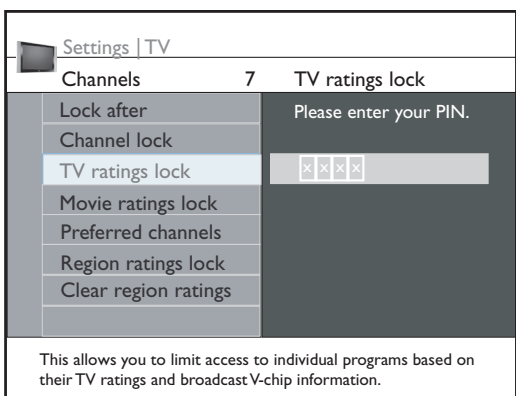 Settings | TV
Channels 7 TV ratings lock
Lock after
Please enter your PIN.
Channel lock
TV ratings lock
x x x x
Movie ratings lock
Preferred channels
Region ratings lock
Clear region ratings
This allows you to limit access to individual programs based on
their TV ratings and broadcast V-chip information.